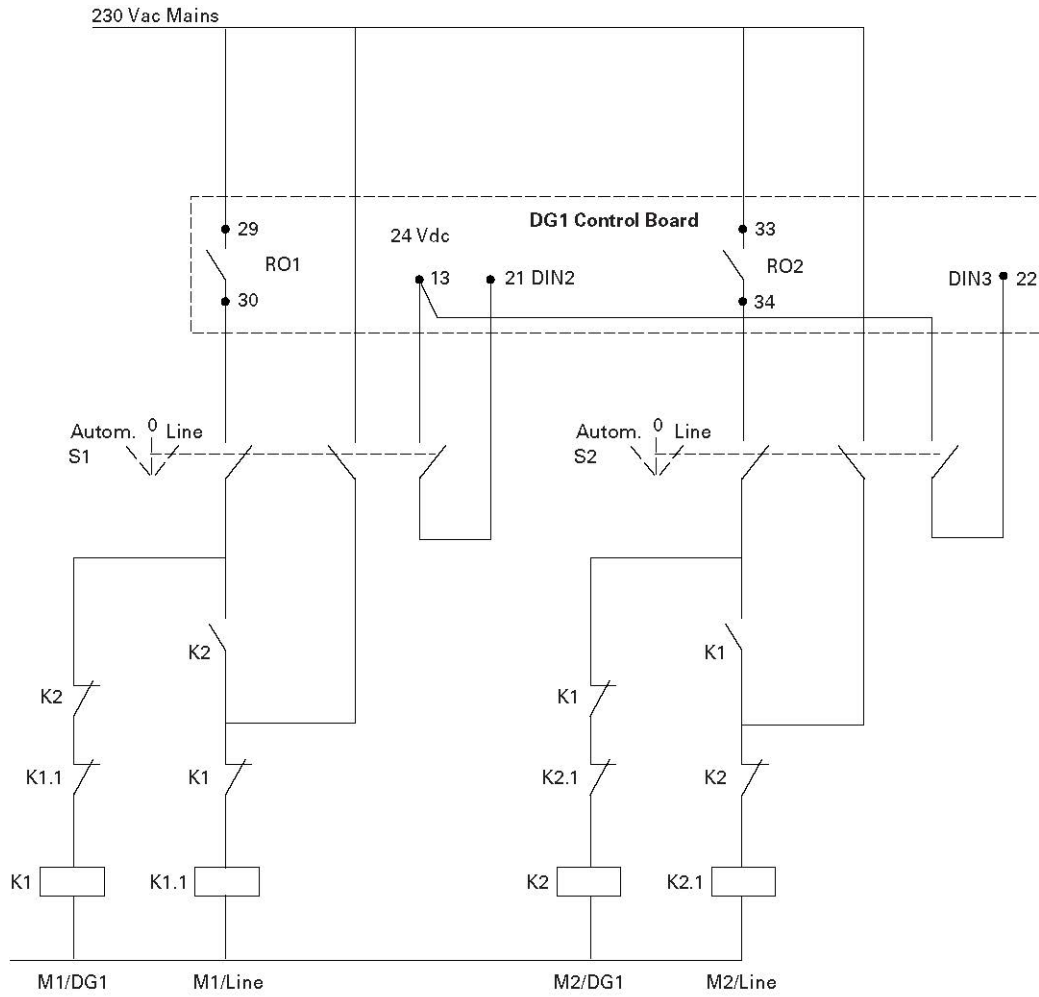 230 Vac Mains
DG1 Control Board
29
24 Vdc
33
RO1
13
21 DIN2
RO2
DIN3 22
30
34
Autom. 0 Line
S1
Autom. 0 Line
S2
K2
K1
K2
K1
K1.1
K1
K2.1
K2
K1
K1.1
K2
K2.1
M1/DG1
M1/Line
M2/DG1
M2/Line